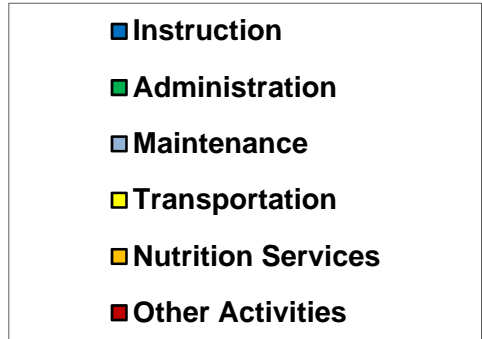 Instruction
Administration
Maintenance
Transportation
Nutrition Services
Other Activities